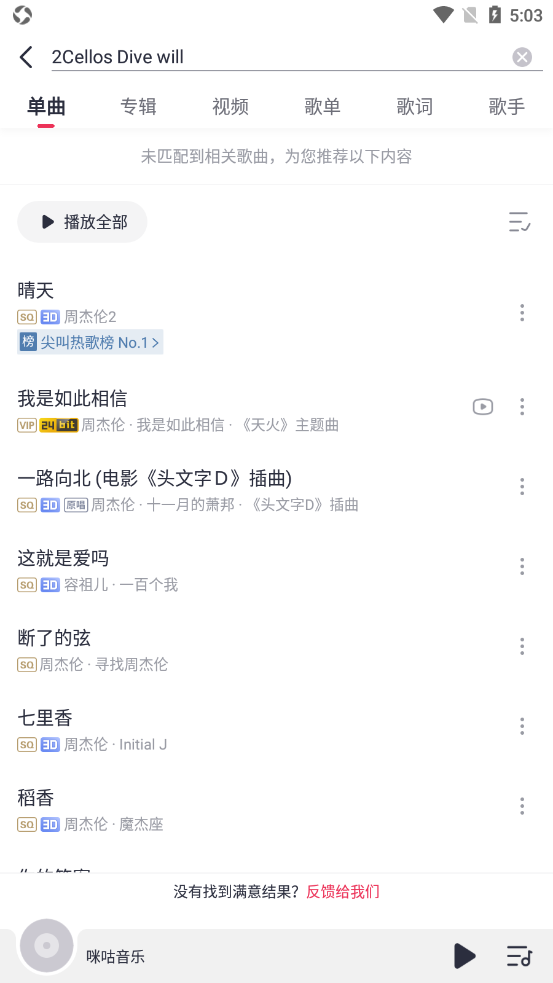 5:03
2Cellos Dive will
单曲 专辑 视频 歌单 歌词 歌手
未匹配到相关歌曲，为您推荐以下内容
播放全部
晴天
SQ 3D 周杰伦2
榜 尖叫热歌榜 No.1
我是如此相信
VIP 24bit 周杰伦 · 我是如此相信 · 《天火》主题曲
一路向北 (电影《头文字Ｄ》插曲)
SQ 3D 原唱 周杰伦 · 十一月的萧邦 · 《头文字D》插曲
这就是爱吗
SQ 3D 容祖儿 · 一百个我
断了的弦
SQ 周杰伦 · 寻找周杰伦
七里香
SQ 3D 周杰伦 · Initial J
稻香
SQ 3D 周杰伦 · 魔杰座
没有找到满意结果？反馈给我们
咪咕音乐